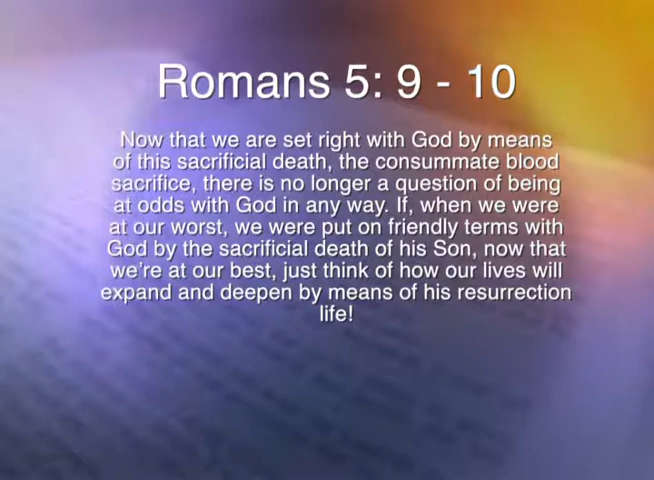 Romans 5: 9 - 10
Now that we are set right with God by means
of this sacrificial death, the consummate blood
sacrifice, there is no longer a question of being
at odds with God in any way. If, when we were
at our worst, we were put on friendly terms with
God by the sacrificial death of his Son, now that
we're at our best, just think of how our lives will
expand and deepen by means of his resurrection
life!